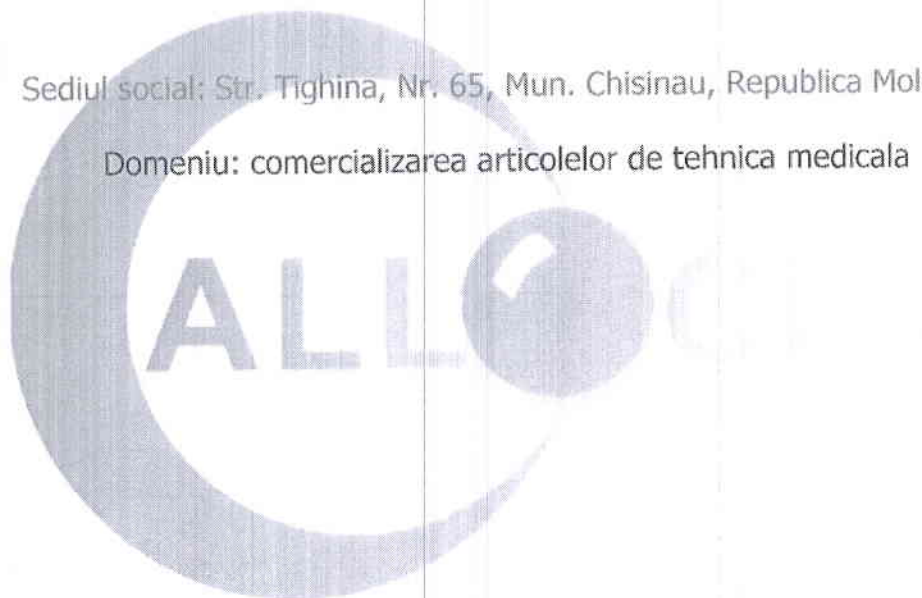 Sediul social: Str. Tighina, Nr. 65, Mun. Chisinau, Republica Mol
Domeniu: comercializarea articolelor de tehnica medicala
ALL